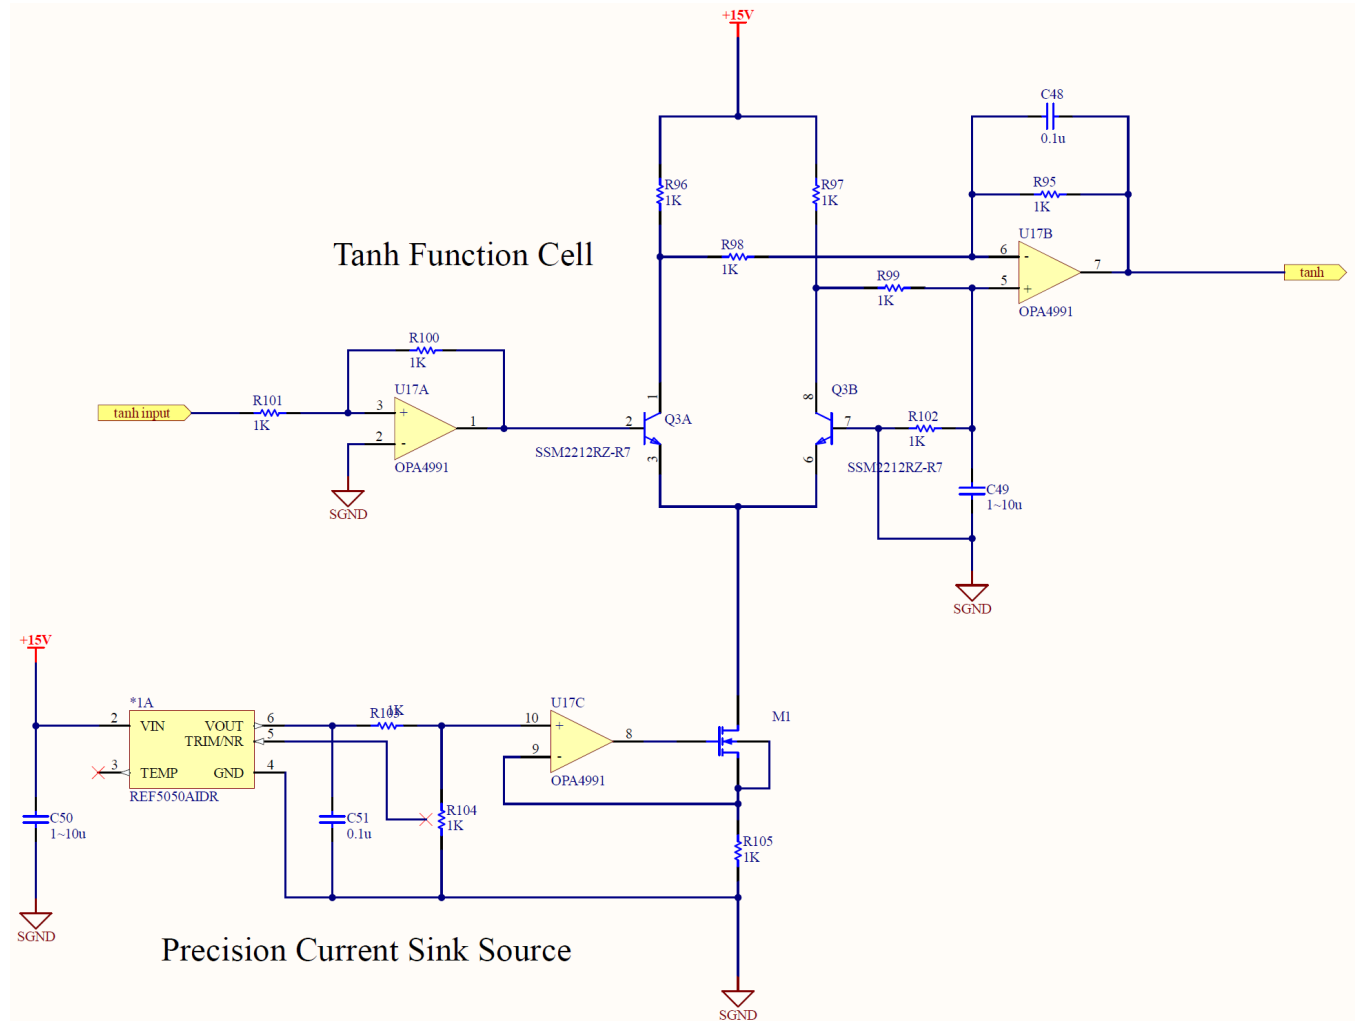 +15V
C48
0.1u
R96
1K
R97
1K
R95
1K
U17B
Tanh Function Cell
R98
1K
6
-
7
tanh
R99
1K
5
+
OPA4991
R100
1K
U17A
1
8
Q3B
tanh input
R101
1K
3
+
1
2
Q3A
7
R102
1K
2
-
OPA4991
SSM2212RZ-R7
3
6
SSM2212RZ-R7
SGND
C49
1~10u
SGND
+15V
*1A
2
VIN
VOUT
6
TRIM/NR
5
3
TEMP
GND
4
REF5050AIDR
R103
1K
U17C
10
+
8
9
-
OPA4991
M1
C50
1~10u
C51
0.1u
R104
1K
R105
1K
SGND
Precision Current Sink Source
SGND